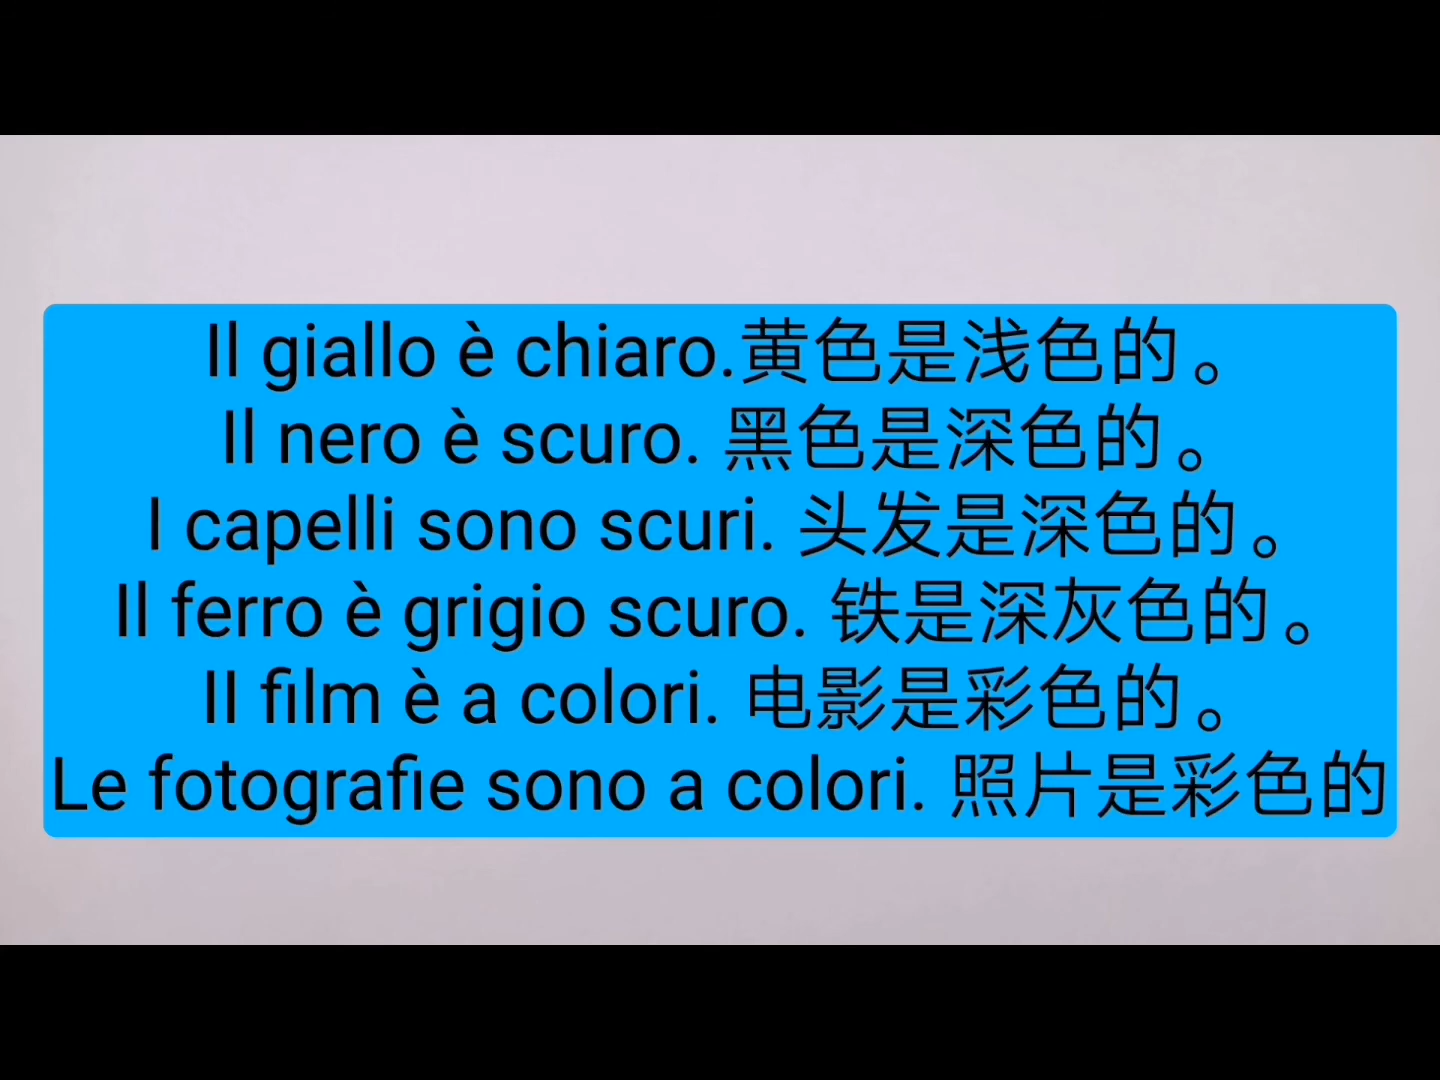 Il giallo è chiaro.黄色是浅色的。
Il nero è scuro. 黑色是深色的。
I capelli sono scuri. 头发是深色的。
Il ferro è grigio scuro. 铁是深灰色的。
II film è a colori. 电影是彩色的。
Le fotografie sono a colori. 照片是彩色的